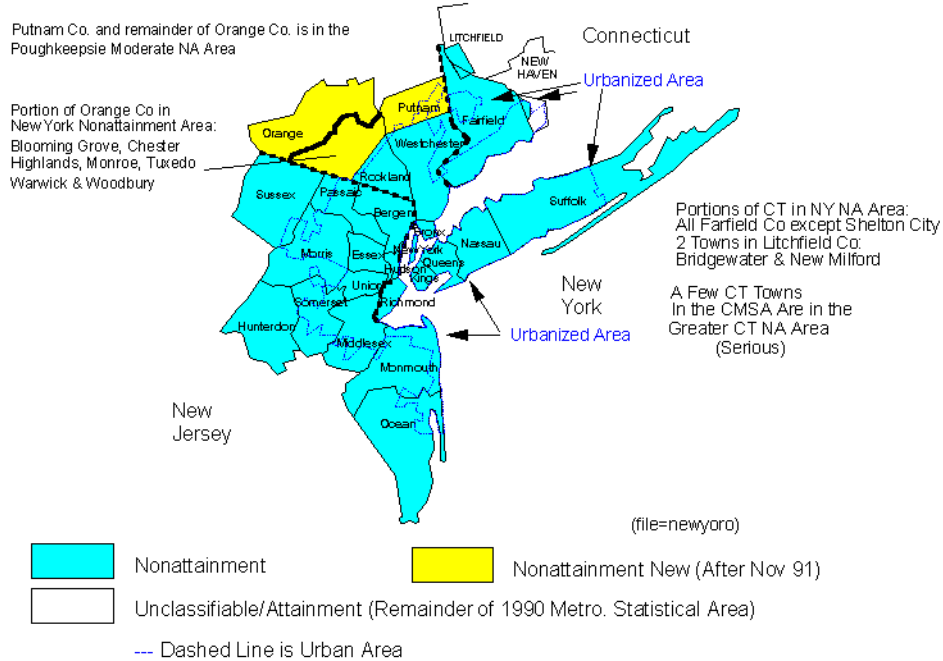 Putnam Co. and remainder of Orange Co. is in the
Poughkeepsie Moderate NA Area
LITCHFIELD
Connecticut
NEW
HAVEN
Urbanized Area
Portion of Orange Co in
New York Nonattainment Area:
Blooming Grove, Chester
Highlands, Monroe, Tuxedo
Warwick & Woodbury
Orange
Putnam
Fairfield
Westchester
Rockland
Sussex
Passaic
Bergen
Suffolk
Portions of CT in NY NA Area:
All Farfield Co except Shelton City
2 Towns in Litchfield Co:
Bridgewater & New Milford
Bronx
Nassau
New York
Essex
Morris
Queens
Hudson
Kings
Union
New
York
A Few CT Towns
In the CMSA Are in the
Greater CT NA Area
(Serious)
Somerset
Richmond
Hunterdon
Urbanized Area
Middlesex
Monmouth
New
Jersey
Ocean
(file=newyoro)
Nonattainment
Nonattainment New (After Nov 91)
Unclassifiable/Attainment (Remainder of 1990 Metro. Statistical Area)
--- Dashed Line is Urban Area